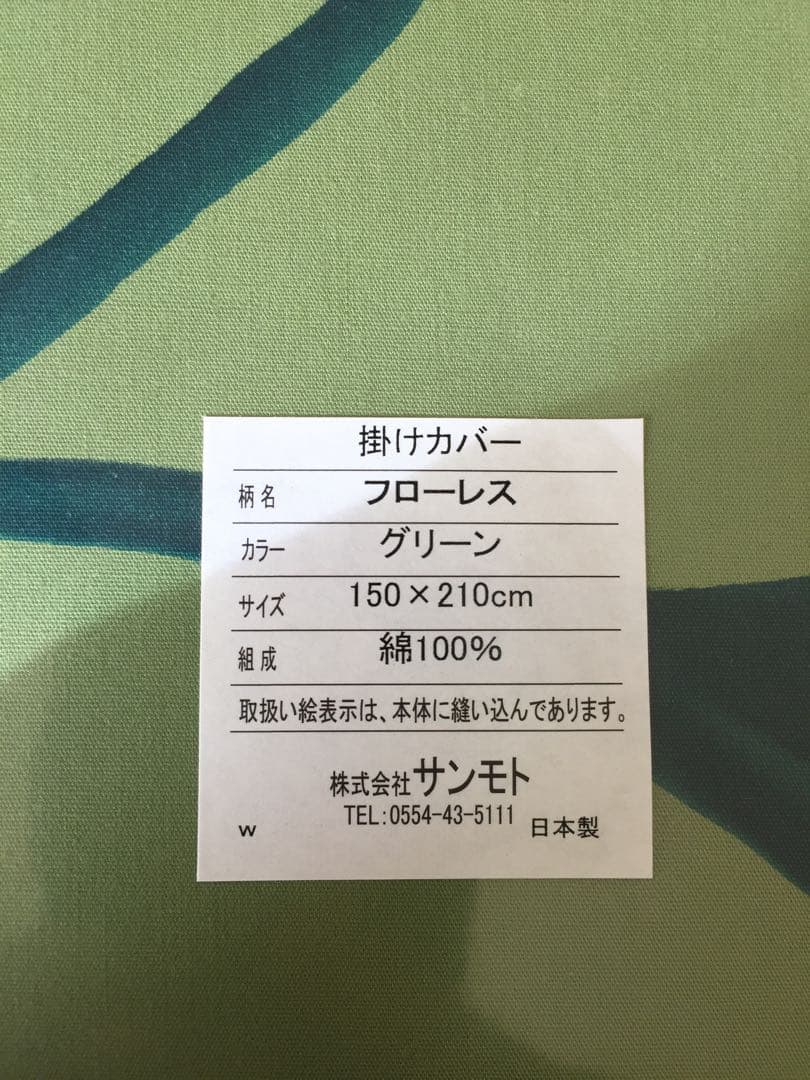 掛けカバー
柄名 フローレス
カラー グリーン
サイズ 150×210cm
組成 綿100%
取扱い絵表示は、本体に縫い込んであります。
株式会社サンモト
TEL:0554-43-5111
w 日本製